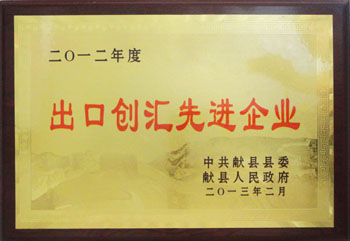 二〇一二年度
出口创汇先进企业
中共献县县委
献县人民政府
二〇一三年二月